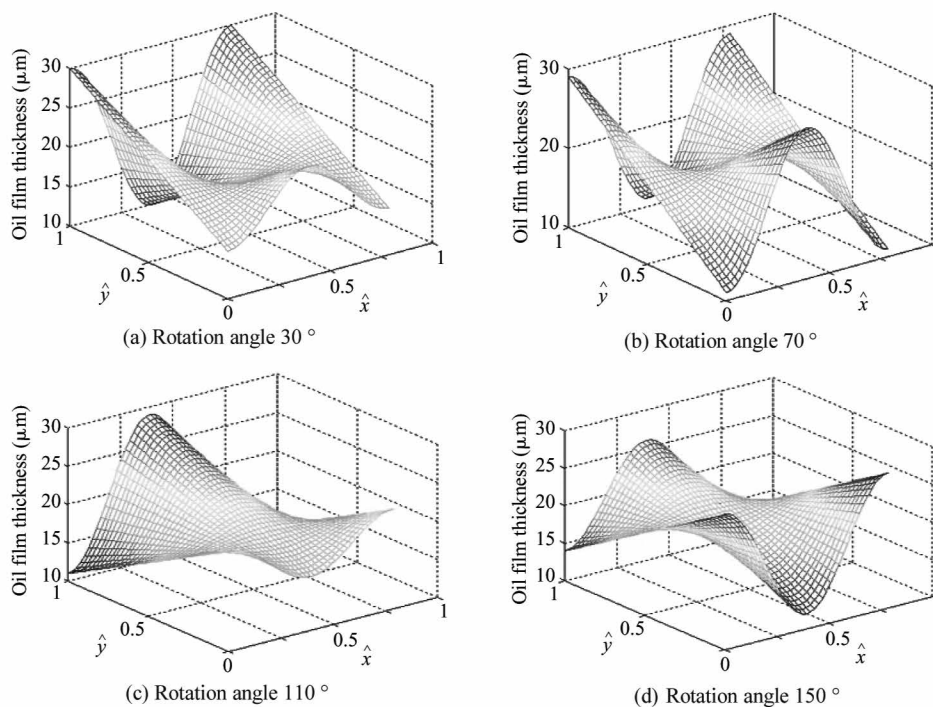 Oil film thickness (μm)
30
25
20
15
10
1
0.5
0
0.5
1
ŷ
x̂
(a) Rotation angle 30 °
Oil film thickness (μm)
30
20
10
1
0.5
0
0.5
1
ŷ
x̂
(b) Rotation angle 70 °
Oil film thickness (μm)
30
25
20
15
10
1
0.5
0
0.5
1
ŷ
x̂
(c) Rotation angle 110 °
Oil film thickness (μm)
30
25
20
15
10
1
0.5
0
0.5
1
ŷ
x̂
(d) Rotation angle 150 °